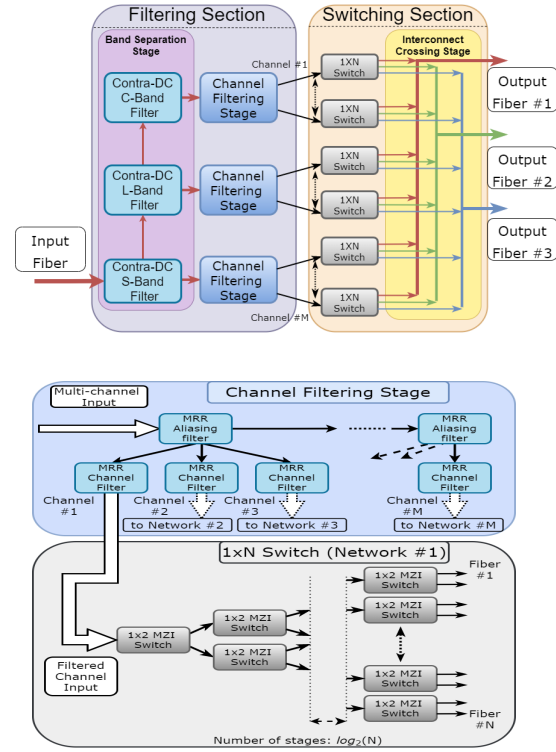 Filtering Section
Switching Section
Band Separation
Stage
Interconnect
Crossing Stage
Channel #1
Contra-DC
C-Band
Filter
Channel
Filtering
Stage
1XN
Switch
1XN
Switch
Output
Fiber #1
Contra-DC
L-Band
Filter
Channel
Filtering
Stage
1XN
Switch
1XN
Switch
Output
Fiber #2
Input
Fiber
Contra-DC
S-Band
Filter
Channel
Filtering
Stage
1XN
Switch
1XN
Switch
Output
Fiber #3
Channel #M
Multi-channel
Input
Channel Filtering Stage
MRR
Aliasing
filter
MRR
Aliasing
filter
MRR
Channel
Filter
MRR
Channel
Filter
MRR
Channel
Filter
MRR
Channel
Filter
Channel
#1
Channel
#2
Channel
#3
Channel
#M
to Network #2
to Network #3
to Network #M
1xN Switch (Network #1)
1x2 MZI
Switch
1x2 MZI
Switch
1x2 MZI
Switch
1x2 MZI
Switch
1x2 MZI
Switch
1x2 MZI
Switch
1x2 MZI
Switch
Fiber
#1
Fiber
#N
Filtered
Channel
Input
Number of stages: log₂(N)